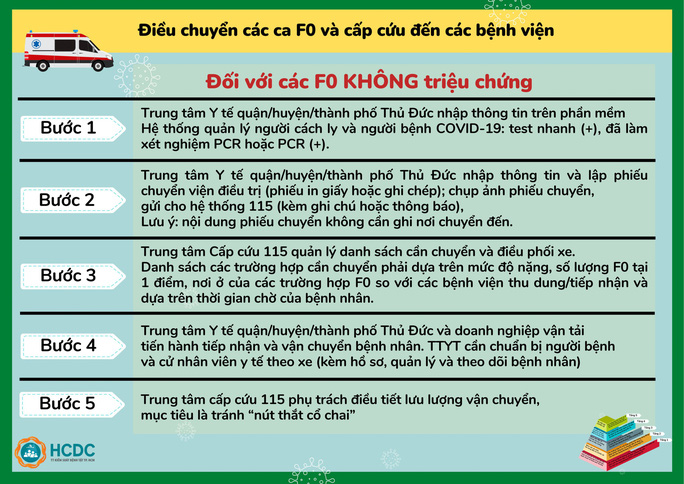 Điều chuyển các ca F0 và cấp cứu đến các bệnh viện
Đối với các F0 KHÔNG triệu chứng
Bước 1
Trung tâm Y tế quận/huyện/thành phố Thủ Đức nhập thông tin trên phần mềm
Hệ thống quản lý người cách ly và người bệnh COVID-19: test nhanh (+), đã làm
xét nghiệm PCR hoặc PCR (+).
Bước 2
Trung tâm Y tế quận/huyện/thành phố Thủ Đức nhập thông tin và lập phiếu
chuyển viện điều trị (phiếu in giấy hoặc ghi chép); chụp ảnh phiếu chuyển,
gửi cho hệ thống 115 (kèm ghi chú hoặc thông báo),
Lưu ý: nội dung phiếu chuyển không cần ghi nơi chuyển đến.
Bước 3
Trung tâm Cấp cứu 115 quản lý danh sách cần chuyển và điều phối xe.
Danh sách các trường hợp cần chuyển phải dựa trên mức độ nặng, số lượng F0 tại
1 điểm, nơi ở của các trường hợp F0 so với các bệnh viện thu dung/tiếp nhận và
dựa trên thời gian chờ của bệnh nhân.
Bước 4
Trung tâm Y tế quận/huyện/thành phố Thủ Đức và doanh nghiệp vận tải
tiến hành tiếp nhận và vận chuyển bệnh nhân. TTYT cần chuẩn bị người bệnh
và cử nhân viên y tế theo xe (kèm hồ sơ, quản lý và theo dõi bệnh nhân)
Bước 5
Trung tâm cấp cứu 115 phụ trách điều tiết lưu lượng vận chuyển,
mục tiêu là tránh “nút thắt cổ chai”
HCDC